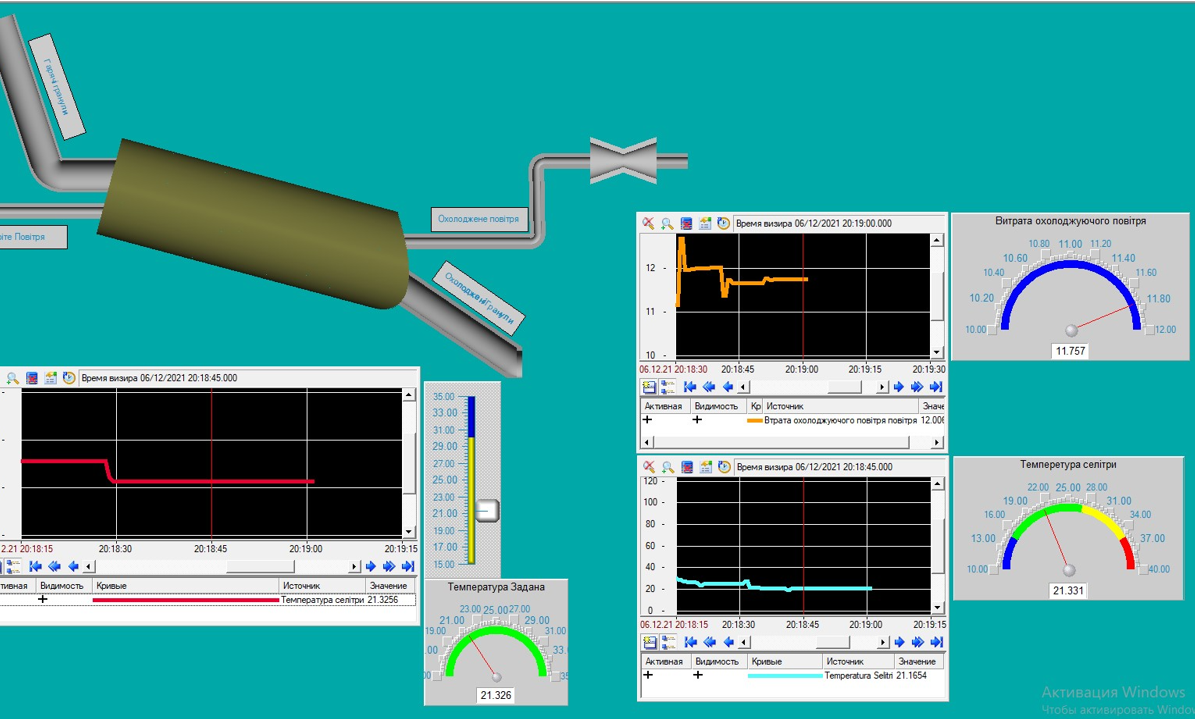 Гарячі гранули
Охолоджене повітря
іте Повітря
Охолоджені Гранули
Время визира 06/12/2021 20:19:00.000
12
11
10
06.12.21 20:18:30 20:18:45 20:19:00 20:19:15 20:19:30
Активная Видимость Кр Источник Значе
+ + Втрата охолоджуючого повітря повітря 12.006
Витрата охолоджуючого повітря
10.00 10.20 10.40 10.60 10.80 11.00 11.20 11.40 11.60 11.80 12.00
11.757
Время визира 06/12/2021 20:18:45.000
2.21 20:18:15 20:18:30 20:18:45 20:19:00 20:19:15
тивная Видимость Кривые Источник Значение
+ Температура селітри 21.3256
35.00
33.00
31.00
29.00
27.00
25.00
23.00
21.00
19.00
17.00
15.00
Температура Задана
.00 19.00 21.00 23.00 25.00 27.00 29.00 31.00 33.
21.326
Время визира 06/12/2021 20:18:45.000
120
100
80
60
40
20
0
06.12.21 20:18:15 20:18:30 20:18:45 20:19:00 20:19:15
Активная Видимость Кривые Источник Значение
+ + Temperatura Selitri 21.1654
Темперетура селітри
10.00 13.00 16.00 19.00 22.00 25.00 28.00 31.00 34.00 37.00 40.00
21.331
Активация Windows
Чтобы активировать Windov